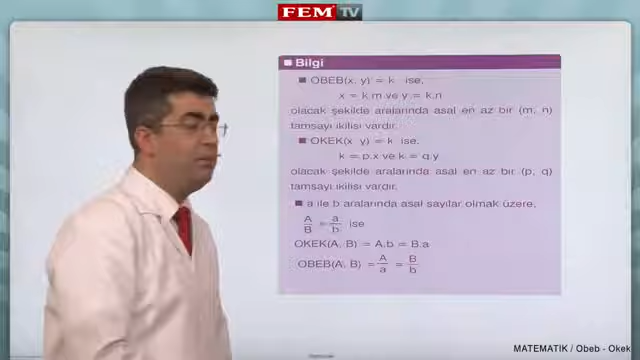 FEM TV
Bilgi
OBEB(x, y) = k ise,
x = k.m ve y = k.n
olacak şekilde aralarında asal en az bir (m, n)
tamsayı ikilisi vardır.
OKEK(x y) = k ise.
k = p.x ve k = q.y
olacak şekilde aralarında asal en az bir (p, q)
tamsayı ikilisi vardır.
a ile b aralarında asal sayılar olmak üzere,
A/B = a/b ise
OKEK(A, B) = A.b = B.a
OBEB(A, B) = A/a = B/b
MATEMATİK / Obeb - Okek